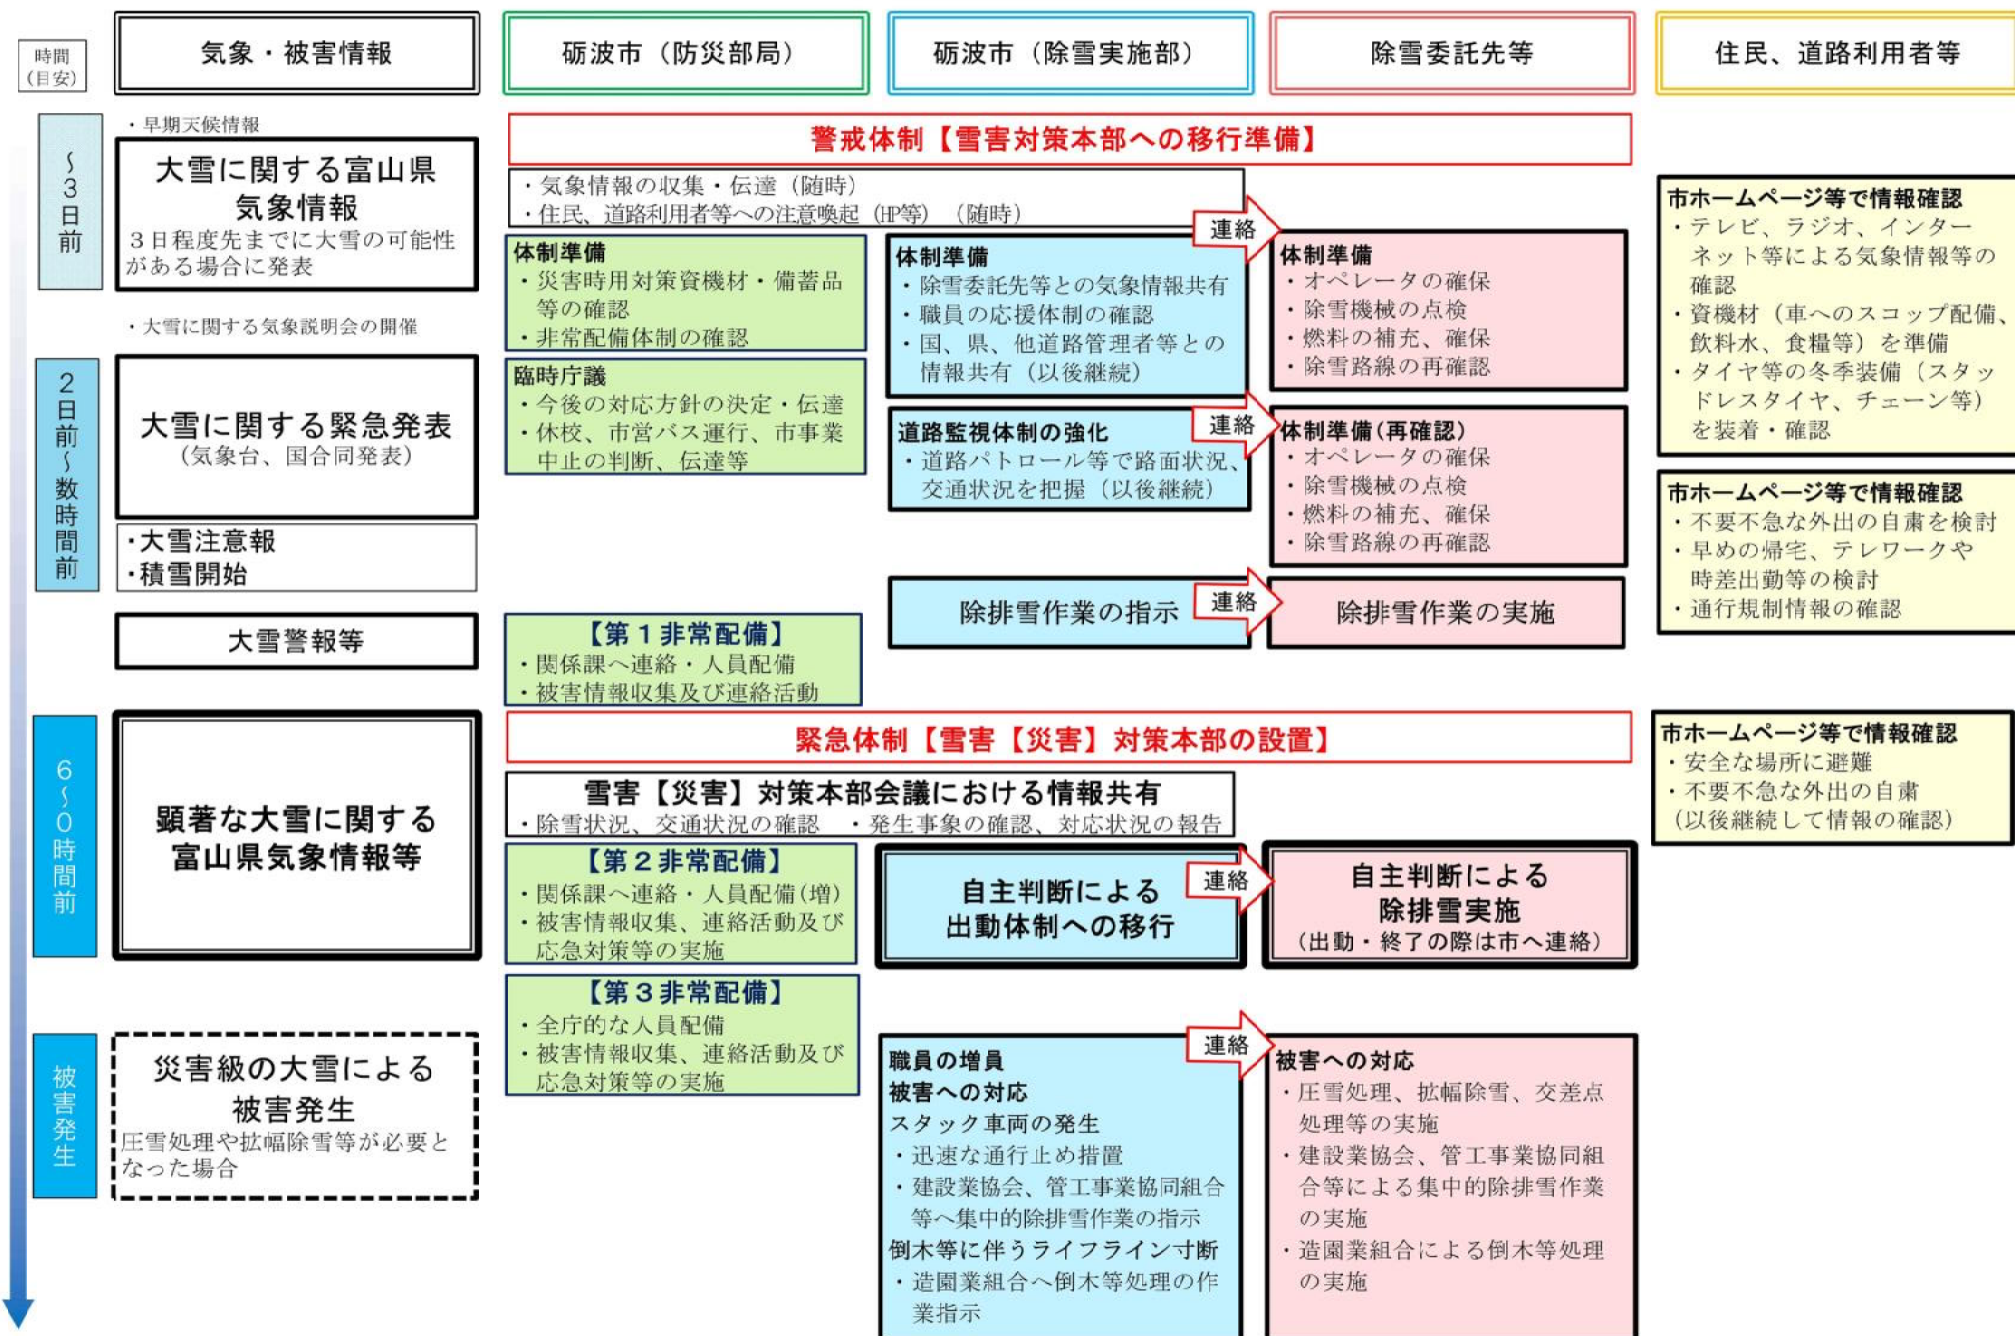 時間
(目安)
気象・被害情報
砺波市（防災部局）
砺波市（除雪実施部）
除雪委託先等
住民、道路利用者等
～３日前
・早期天候情報
大雪に関する富山県
気象情報
３日程度先までに大雪の可能性
がある場合に発表
・大雪に関する気象説明会の開催
警戒体制【雪害対策本部への移行準備】
・気象情報の収集・伝達（随時）
・住民、道路利用者等への注意喚起（HP等）（随時）
連絡
体制準備
・災害時用対策資機材・備蓄品
等の確認
・非常配備体制の確認
体制準備
・除雪委託先等との気象情報共有
・職員の応援体制の確認
・国、県、他道路管理者等との
情報共有（以後継続）
体制準備
・オペレータの確保
・除雪機械の点検
・燃料の補充、確保
・除雪路線の再確認
市ホームページ等で情報確認
・テレビ、ラジオ、インター
ネット等による気象情報等の
確認
・資機材（車へのスコップ配備、
飲料水、食糧等）を準備
・タイヤ等の冬季装備（スタッ
ドレスタイヤ、チェーン等）
を装着・確認
２日前～数時間前
大雪に関する緊急発表
（気象台、国合同発表）
・大雪注意報
・積雪開始
大雪警報等
臨時庁議
・今後の対応方針の決定・伝達
・休校、市営バス運行、市事業
中止の判断、伝達等
道路監視体制の強化
・道路パトロール等で路面状況、
交通状況を把握（以後継続）
連絡
体制準備(再確認)
・オペレータの確保
・除雪機械の点検
・燃料の補充、確保
・除雪路線の再確認
市ホームページ等で情報確認
・不要不急な外出の自粛を検討
・早めの帰宅、テレワークや
時差出勤等の検討
・通行規制情報の確認
除排雪作業の指示
連絡
除排雪作業の実施
【第１非常配備】
・関係課へ連絡・人員配備
・被害情報収集及び連絡活動
６～０時間前
顕著な大雪に関する
富山県気象情報等
緊急体制【雪害【災害】対策本部の設置】
雪害【災害】対策本部会議における情報共有
・除雪状況、交通状況の確認　・発生事象の確認、対応状況の報告
【第２非常配備】
・関係課へ連絡・人員配備(増)
・被害情報収集、連絡活動及び
応急対策等の実施
自主判断による
出動体制への移行
連絡
自主判断による
除排雪実施
（出動・終了の際は市へ連絡）
市ホームページ等で情報確認
・安全な場所に避難
・不要不急な外出の自粛
（以後継続して情報の確認）
【第３非常配備】
・全庁的な人員配備
・被害情報収集、連絡活動及び
応急対策等の実施
被害発生
災害級の大雪による
被害発生
圧雪処理や拡幅除雪等が必要と
なった場合
職員の増員
被害への対応
スタック車両の発生
・迅速な通行止め措置
・建設業協会、管工事業協同組合
等へ集中的除排雪作業の指示
倒木等に伴うライフライン寸断
・造園業組合へ倒木等処理の作
業指示
連絡
被害への対応
・圧雪処理、拡幅除雪、交差点
処理等の実施
・建設業協会、管工事業協同組
合等による集中的除排雪作業
の実施
・造園業組合による倒木等処理
の実施